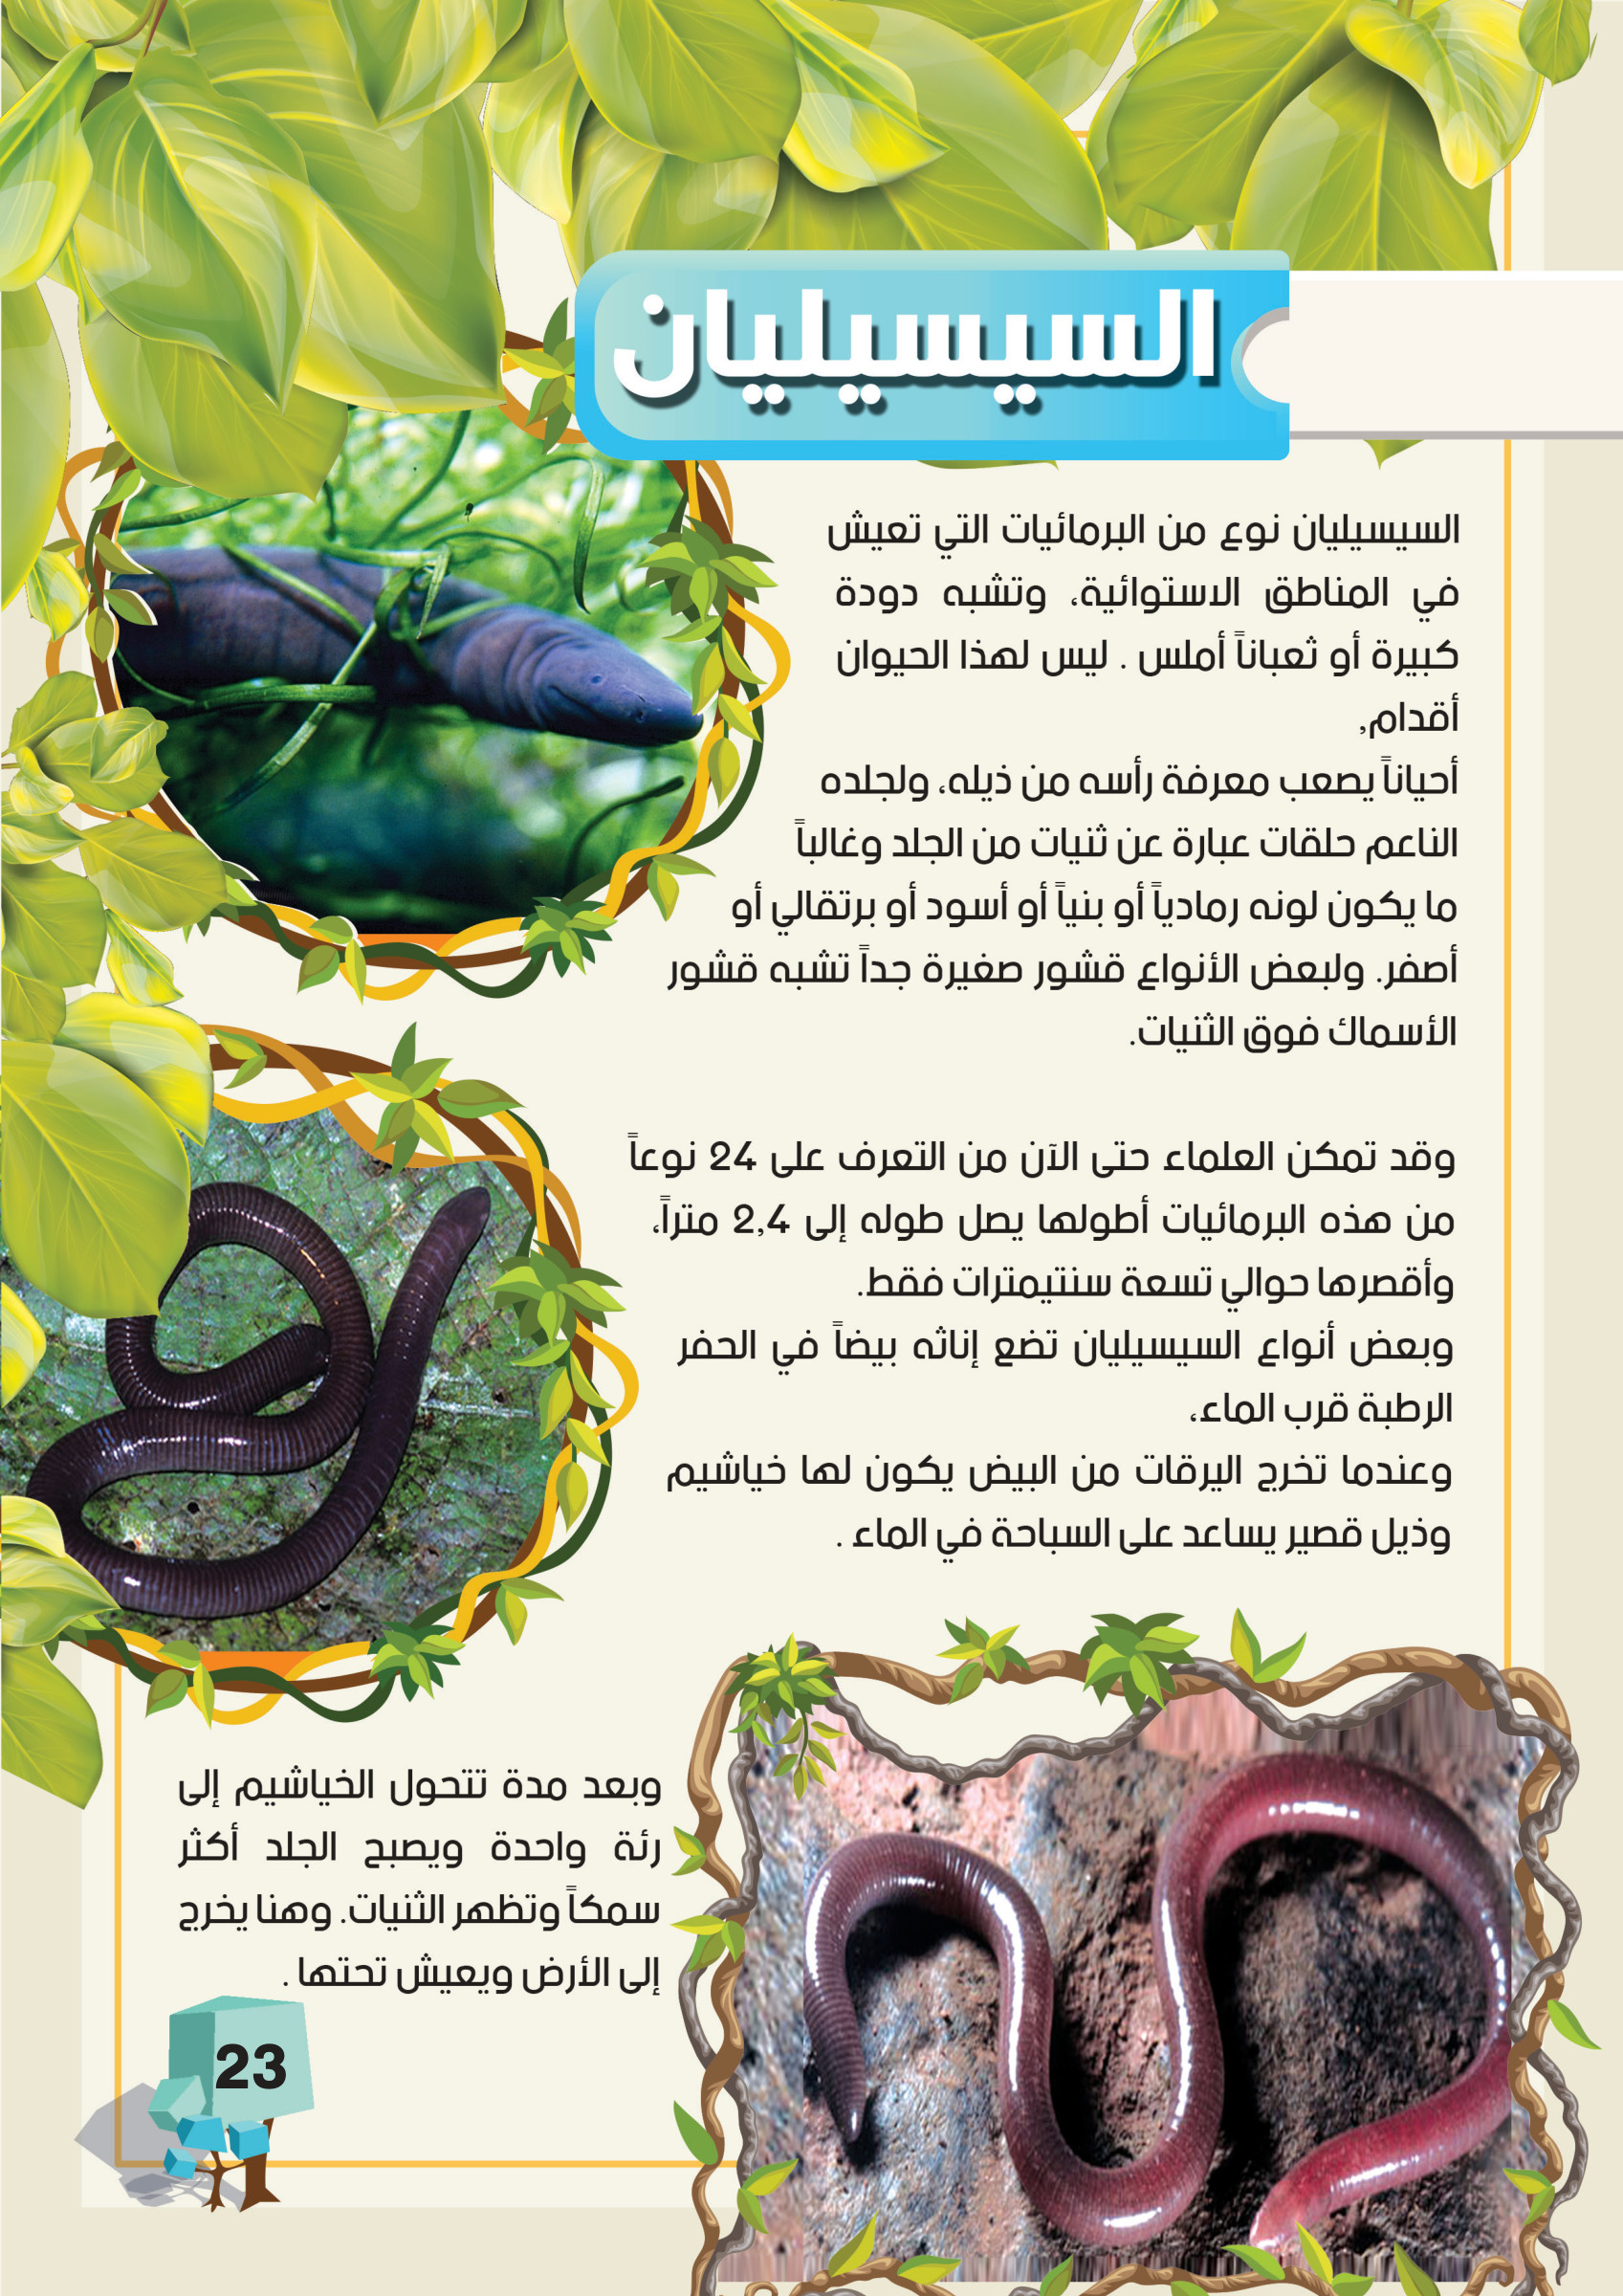 السيسيليان
السيسيليان نوع من البرمائيات التي تعيش
في المناطق الاستوائية، وتشبه دودة
كبيرة أو ثعباناً أملس . ليس لهذا الحيوان
أقدام,
أحياناً يصعب معرفة رأسه من ذيله، ولجلده
الناعم حلقات عبارة عن ثنيات من الجلد وغالباً
ما يكون لونه رمادياً أو بنياً أو أسود أو برتقالي أو
أصفر. ولبعض الأنواع قشور صغيرة جداً تشبه قشور
الأسماك فوق الثنيات.
وقد تمكن العلماء حتى الآن من التعرف على 24 نوعاً
من هذه البرمائيات أطولها يصل طوله إلى 2,4 متراً،
وأقصرها حوالي تسعة سنتيمترات فقط.
وبعض أنواع السيسيليان تضع إناثه بيضاً في الحفر
الرطبة قرب الماء،
وعندما تخرج اليرقات من البيض يكون لها خياشيم
وذيل قصير يساعد على السباحة في الماء .
وبعد مدة تتحول الخياشيم إلى
رئة واحدة ويصبح الجلد أكثر
سمكاً وتظهر الثنيات. وهنا يخرج
إلى الأرض ويعيش تحتها .
23